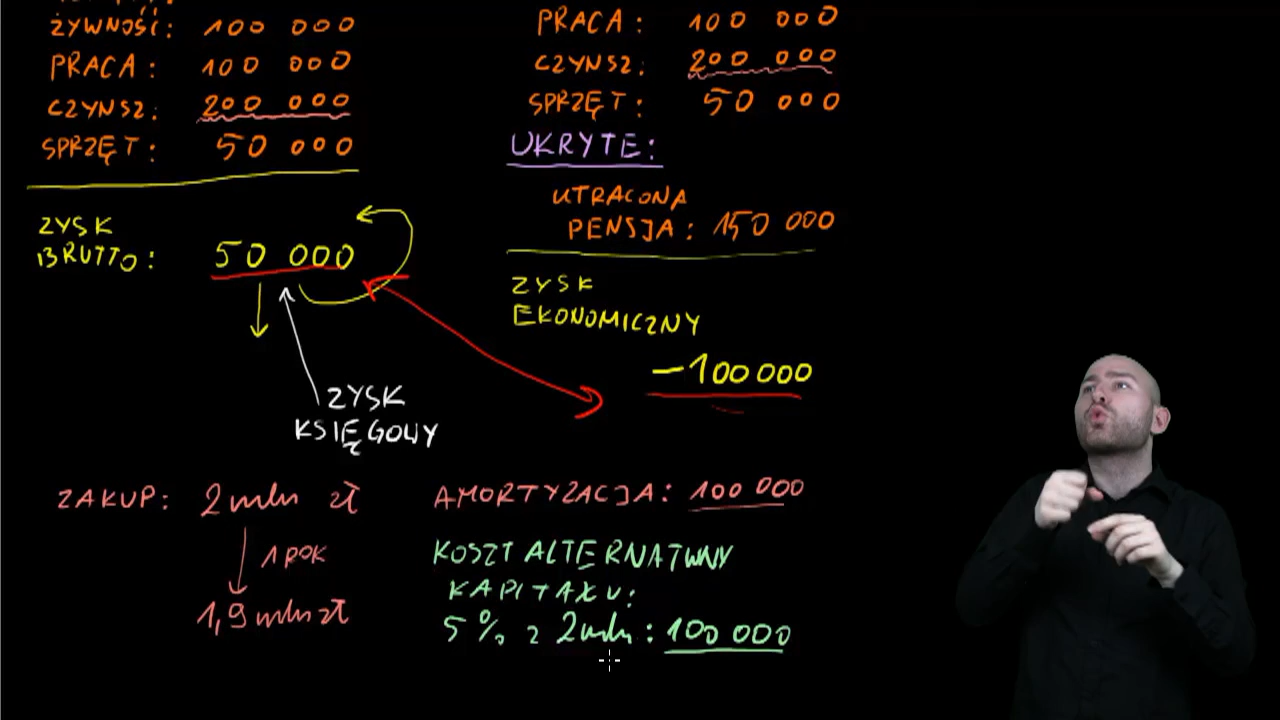 ŻYWNOŚĆ: 100 000
PRACA: 100 000
CZYNSZ: 200 000
SPRZĘT: 50 000
ZYSK
BRUTTO: 50 000
ZYSK
KSIĘGOWY
PRACA: 100 000
CZYNSZ: 200 000
SPRZĘT: 50 000
UKRYTE:
UTRACONA
PENSJA: 150 000
ZYSK
EKONOMICZNY
-100 000
ZAKUP: 2 mln zł
1 ROK
1,9 mln zł
AMORTYZACJA: 100 000
KOSZT ALTERNATWNY
KAPITAŁU:
5% z 2 mln: 100 000